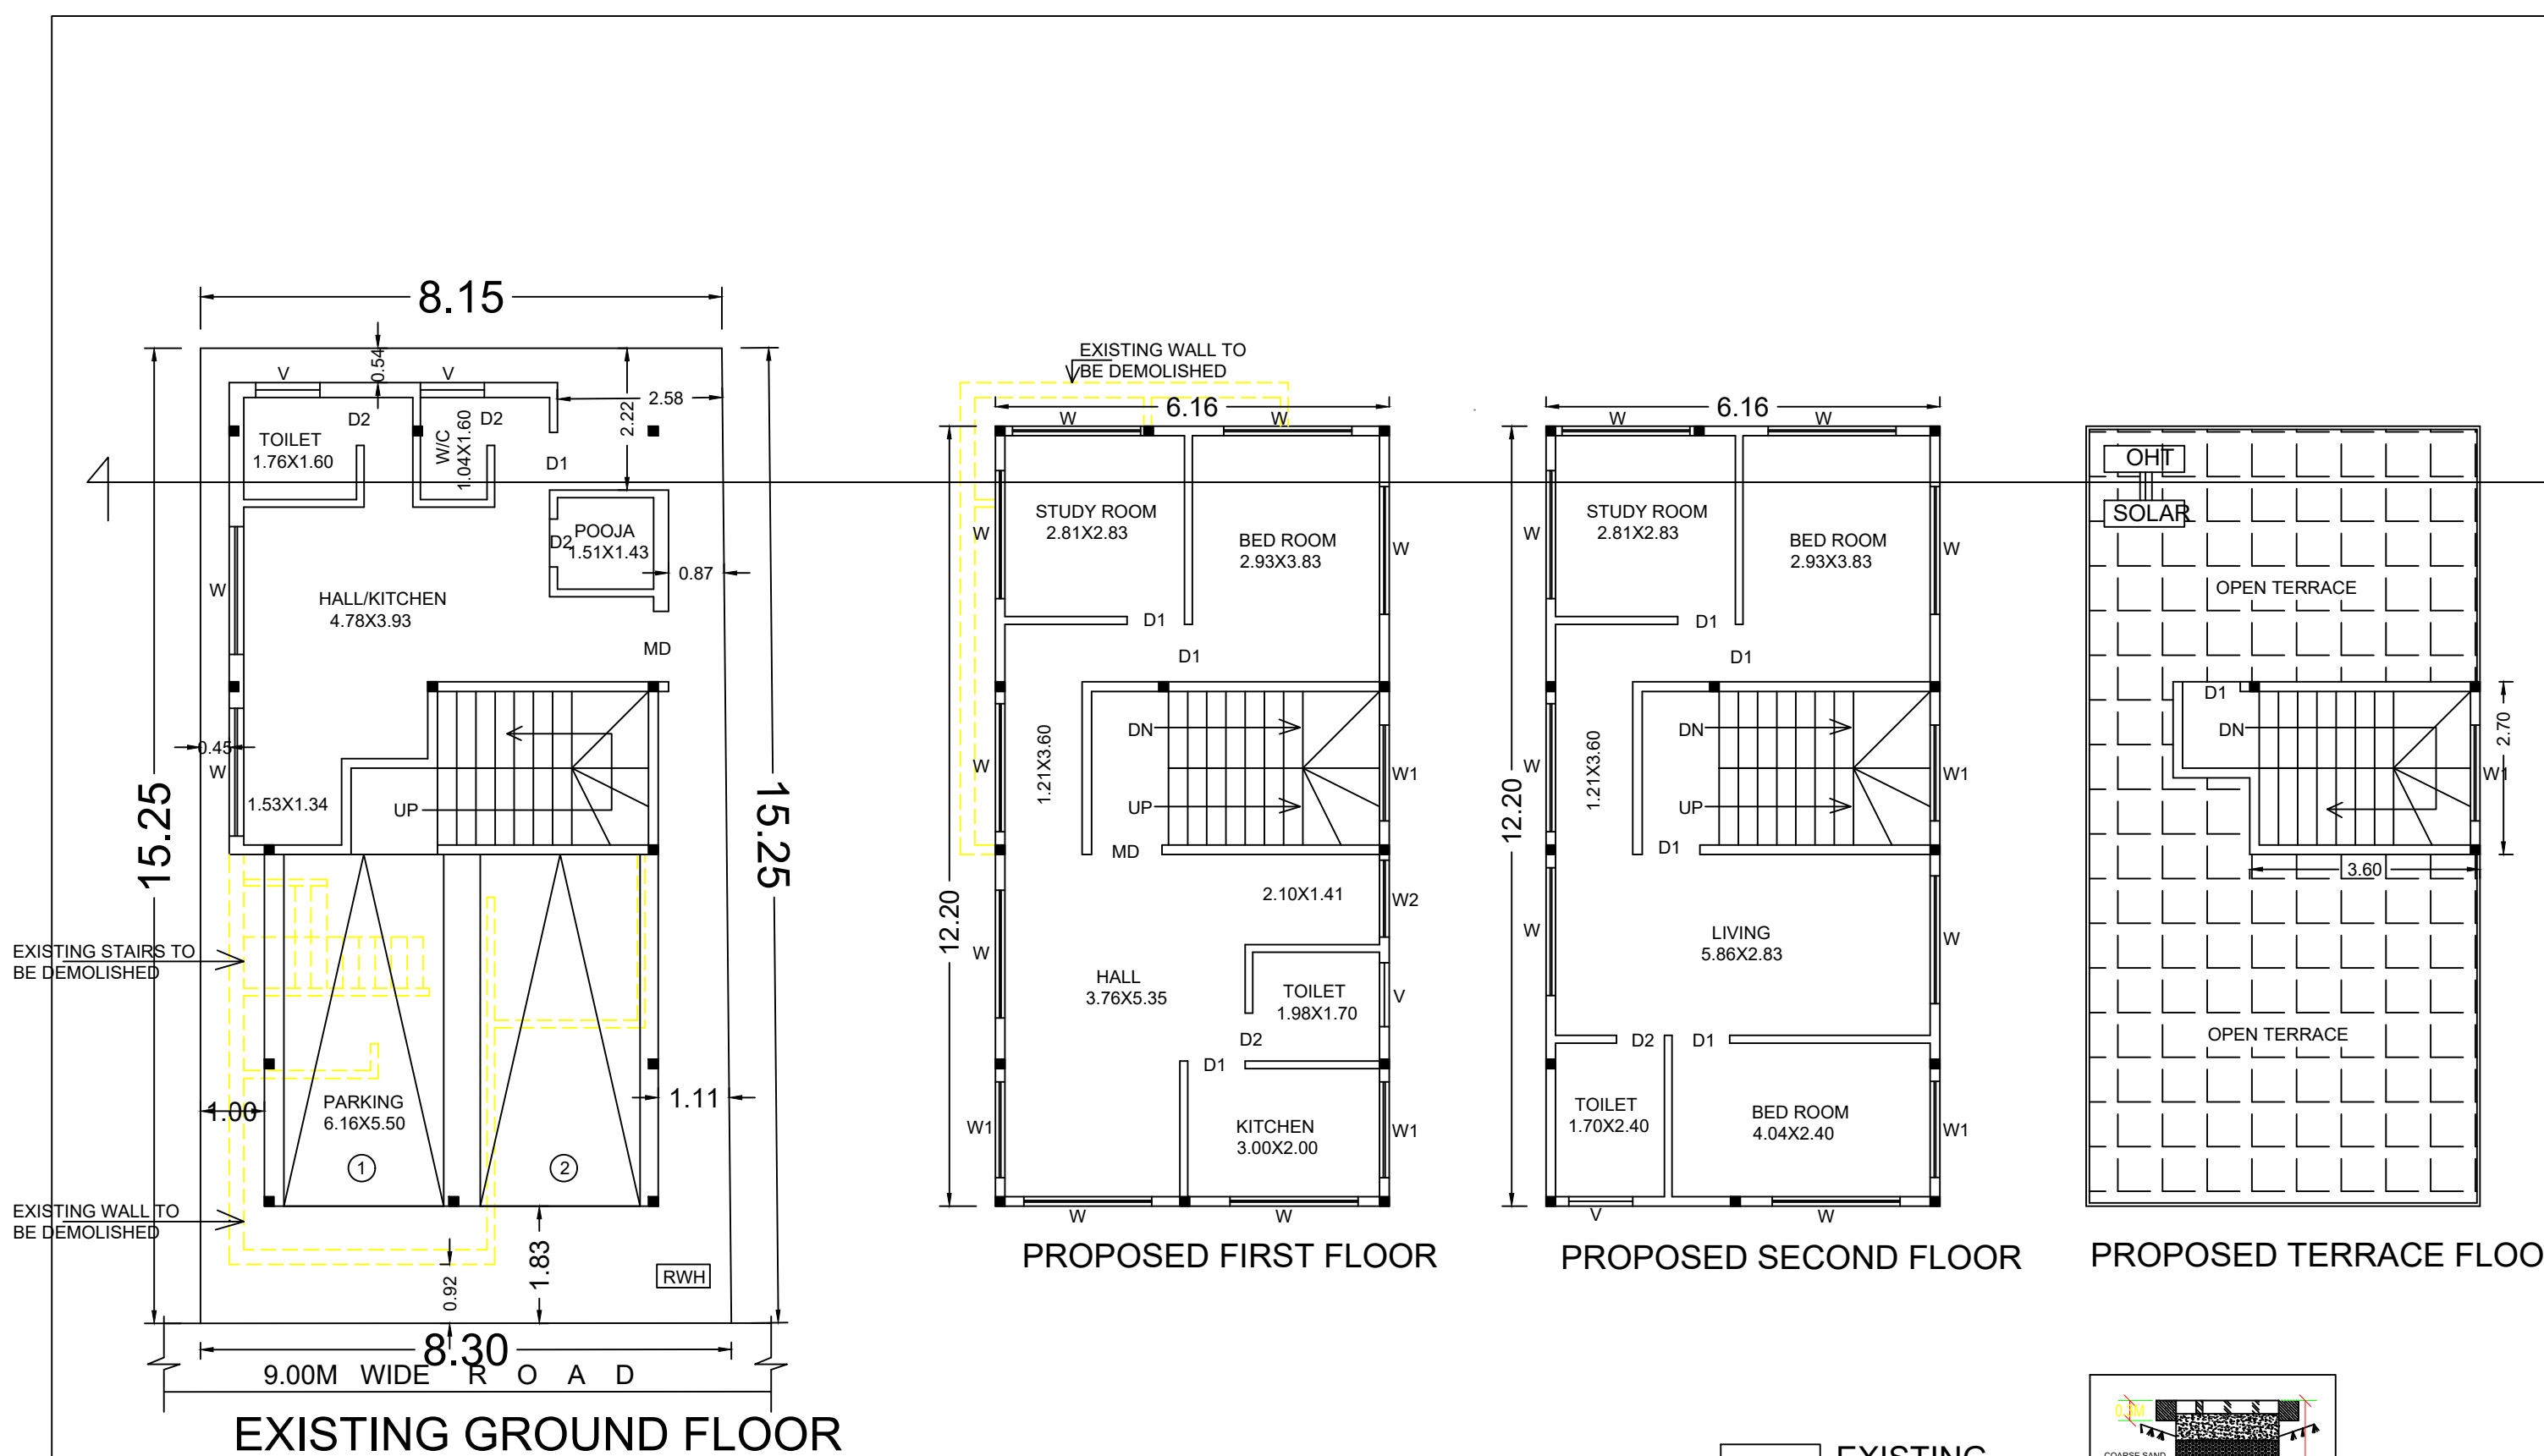 8.15
0.54
V
V
2.22
2.58
D2
D2
TOILET
1.76X1.60
W/C
1.04X1.60
D1
POOJA
1.51X1.43
D2
0.87
W
HALL/KITCHEN
4.78X3.93
MD
0.45
W
1.53X1.34
UP
15.25
15.25
EXISTING STAIRS TO
BE DEMOLISHED
1.00
PARKING
6.16X5.50
1
2
1.11
EXISTING WALL TO
BE DEMOLISHED
0.92
1.83
RWH
8.30
9.00M WIDE R O A D
EXISTING GROUND FLOOR
EXISTING WALL TO
BE DEMOLISHED
6.16
W
W
STUDY ROOM
2.81X2.83
W
BED ROOM
2.93X3.83
W
D1
D1
1.21X3.60
DN
W
W1
UP
MD
12.20
2.10X1.41
W2
W
HALL
3.76X5.35
TOILET
1.98X1.70
V
D2
D1
W1
KITCHEN
3.00X2.00
W1
W
W
PROPOSED FIRST FLOOR
6.16
W
W
STUDY ROOM
2.81X2.83
W
BED ROOM
2.93X3.83
W
D1
D1
1.21X3.60
DN
W
W1
UP
D1
12.20
W
LIVING
5.86X2.83
W
D2
D1
TOILET
1.70X2.40
BED ROOM
4.04X2.40
W1
V
W
PROPOSED SECOND FLOOR
OHT
SOLAR
OPEN TERRACE
D1
DN
2.70
W1
3.60
OPEN TERRACE
PROPOSED TERRACE FLOO
EXISTING
COARSE SAND